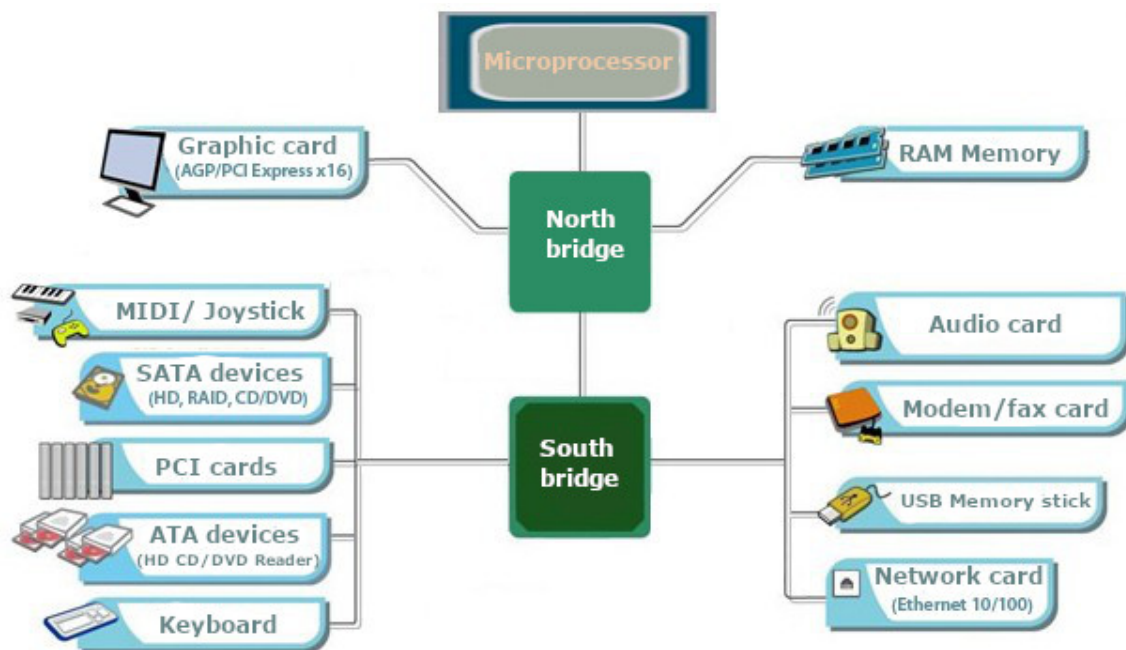 Microprocessor
Graphic card
(AGP/PCI Express x16)
RAM Memory
North
bridge
MIDI/ Joystick
SATA devices
(HD, RAID, CD/DVD)
PCI cards
ATA devices
(HD CD/DVD Reader)
Keyboard
South
bridge
Audio card
Modem/fax card
USB Memory stick
Network card
(Ethernet 10/100)